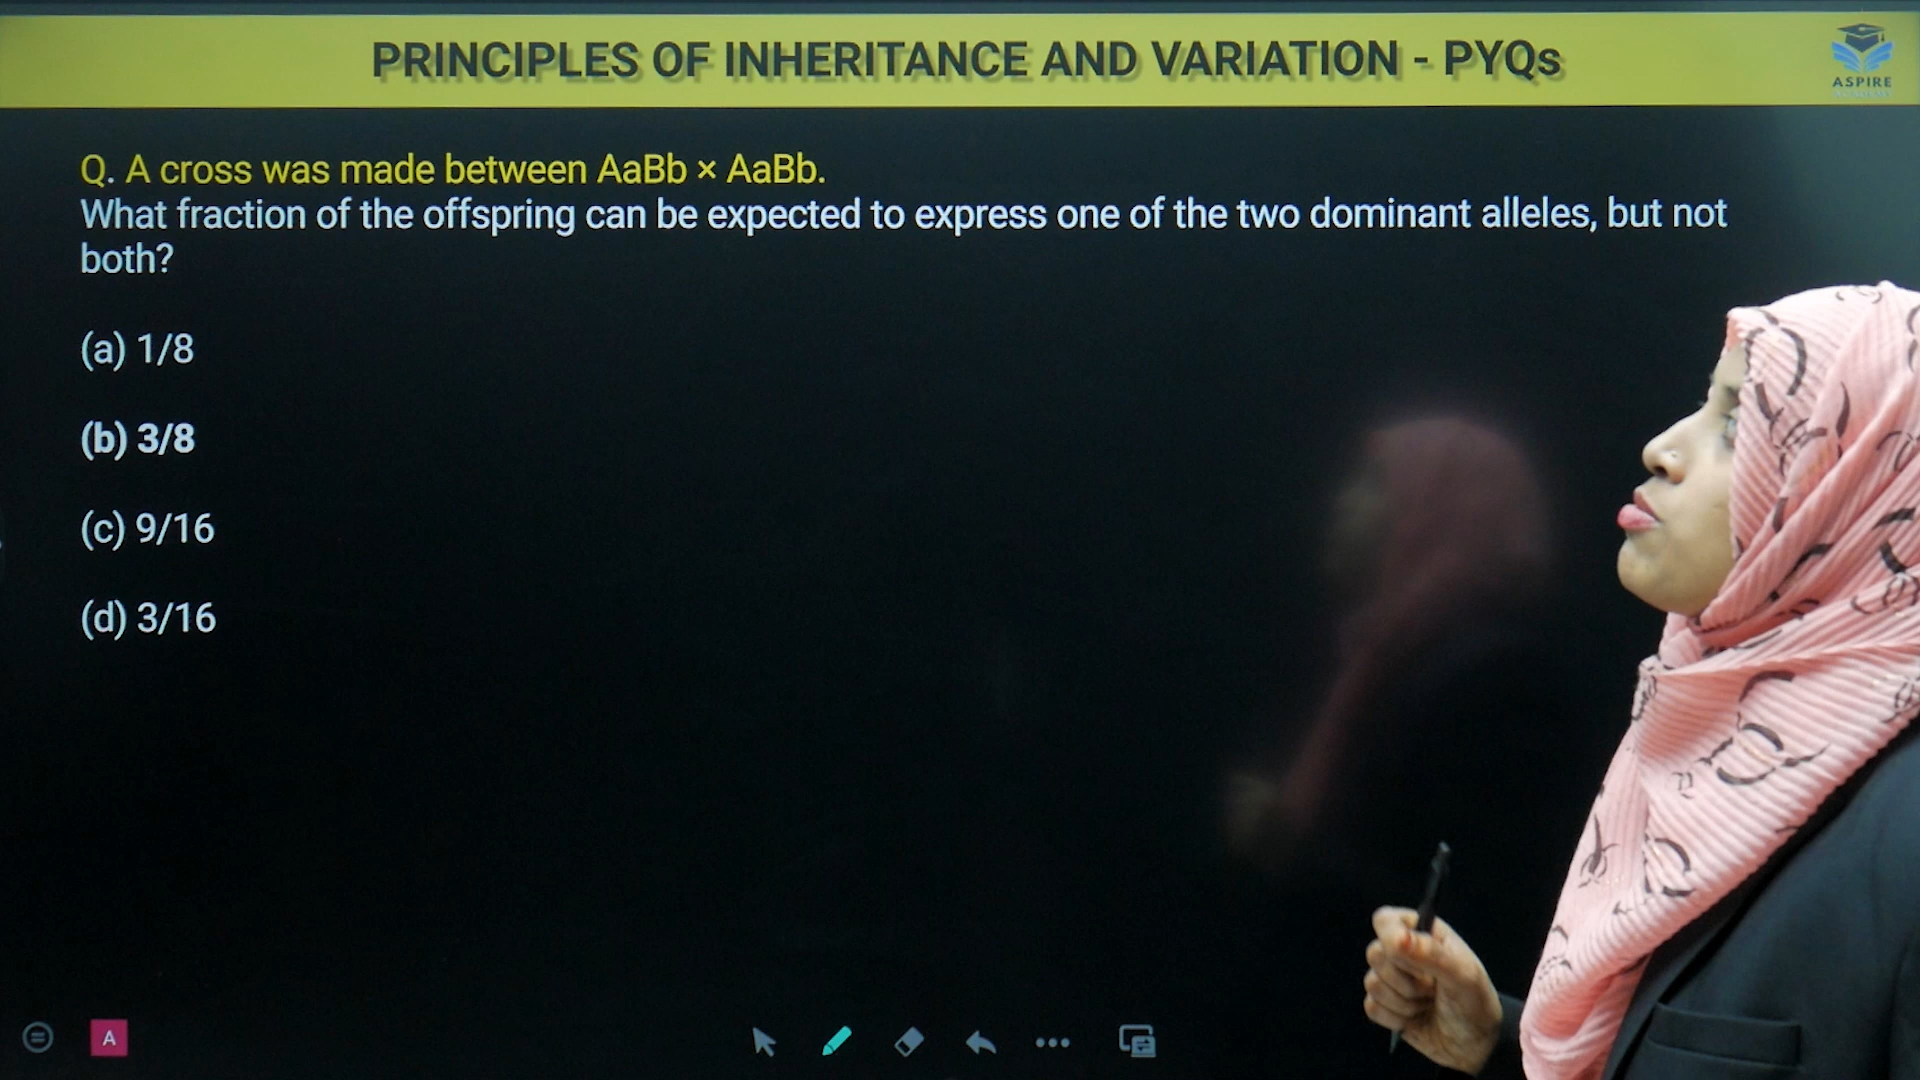 PRINCIPLES OF INHERITANCE AND VARIATION - PYQs
ASPIRE
Q. A cross was made between AaBb × AaBb.
What fraction of the offspring can be expected to express one of the two dominant alleles, but not
both?
(a) 1/8
(b) 3/8
(c) 9/16
(d) 3/16
A